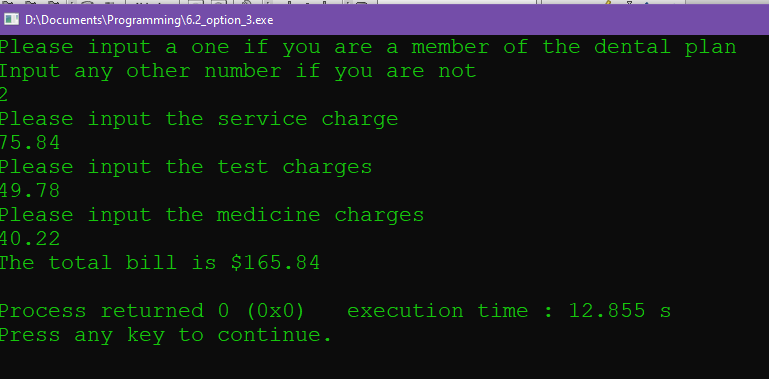 D:\Documents\Programming\6.2_option_3.exe
Please input a one if you are a member of the dental plan
Input any other number if you are not
2
Please input the service charge
75.84
Please input the test charges
49.78
Please input the medicine charges
40.22
The total bill is $165.84
Process returned 0 (0x0)   execution time : 12.855 s
Press any key to continue.